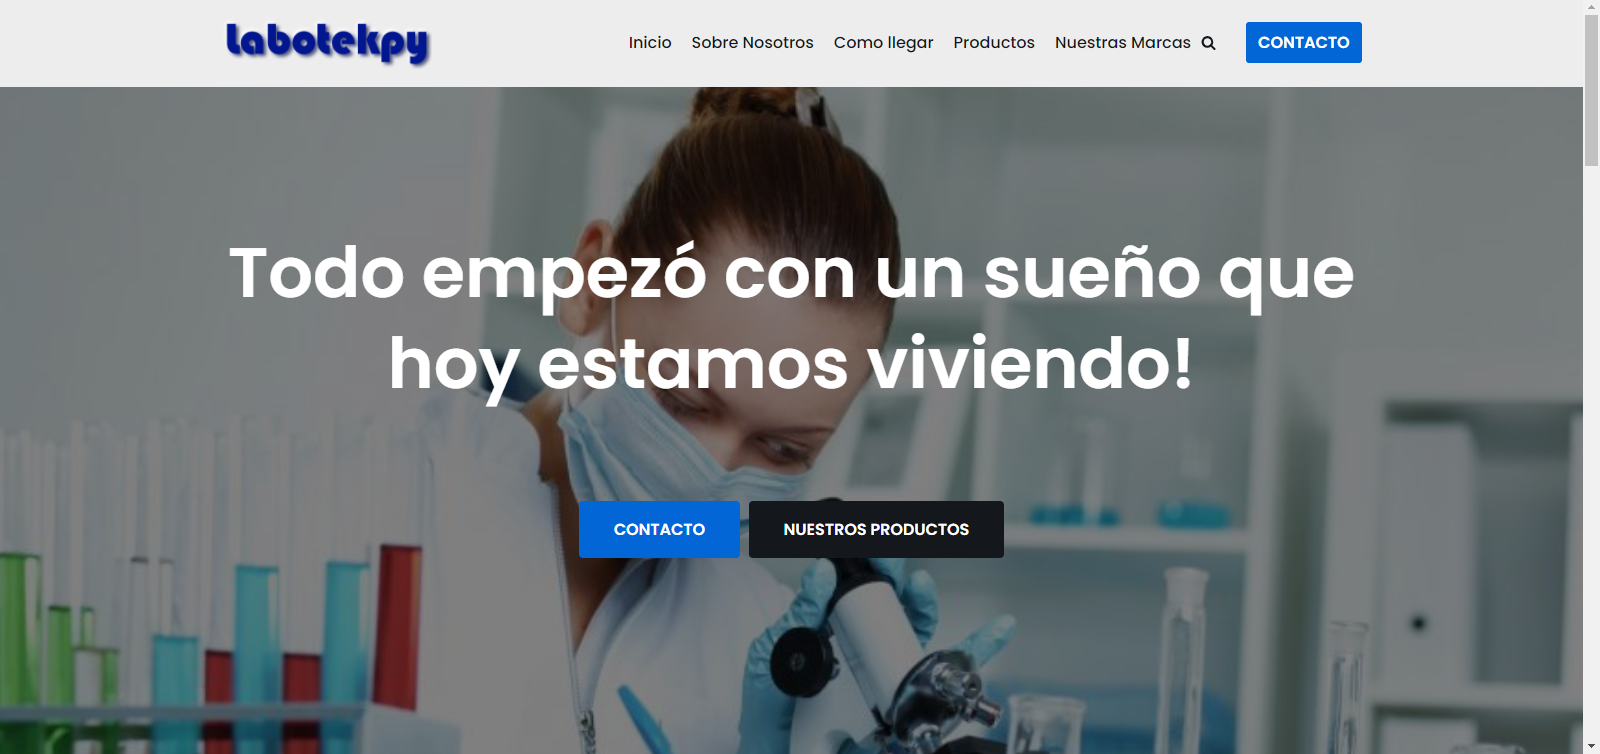 Labotekpy
Inicio Sobre Nosotros Como llegar Productos Nuestras Marcas CONTACTO
Todo empezó con un sueño que
hoy estamos viviendo!
CONTACTO NUESTROS PRODUCTOS